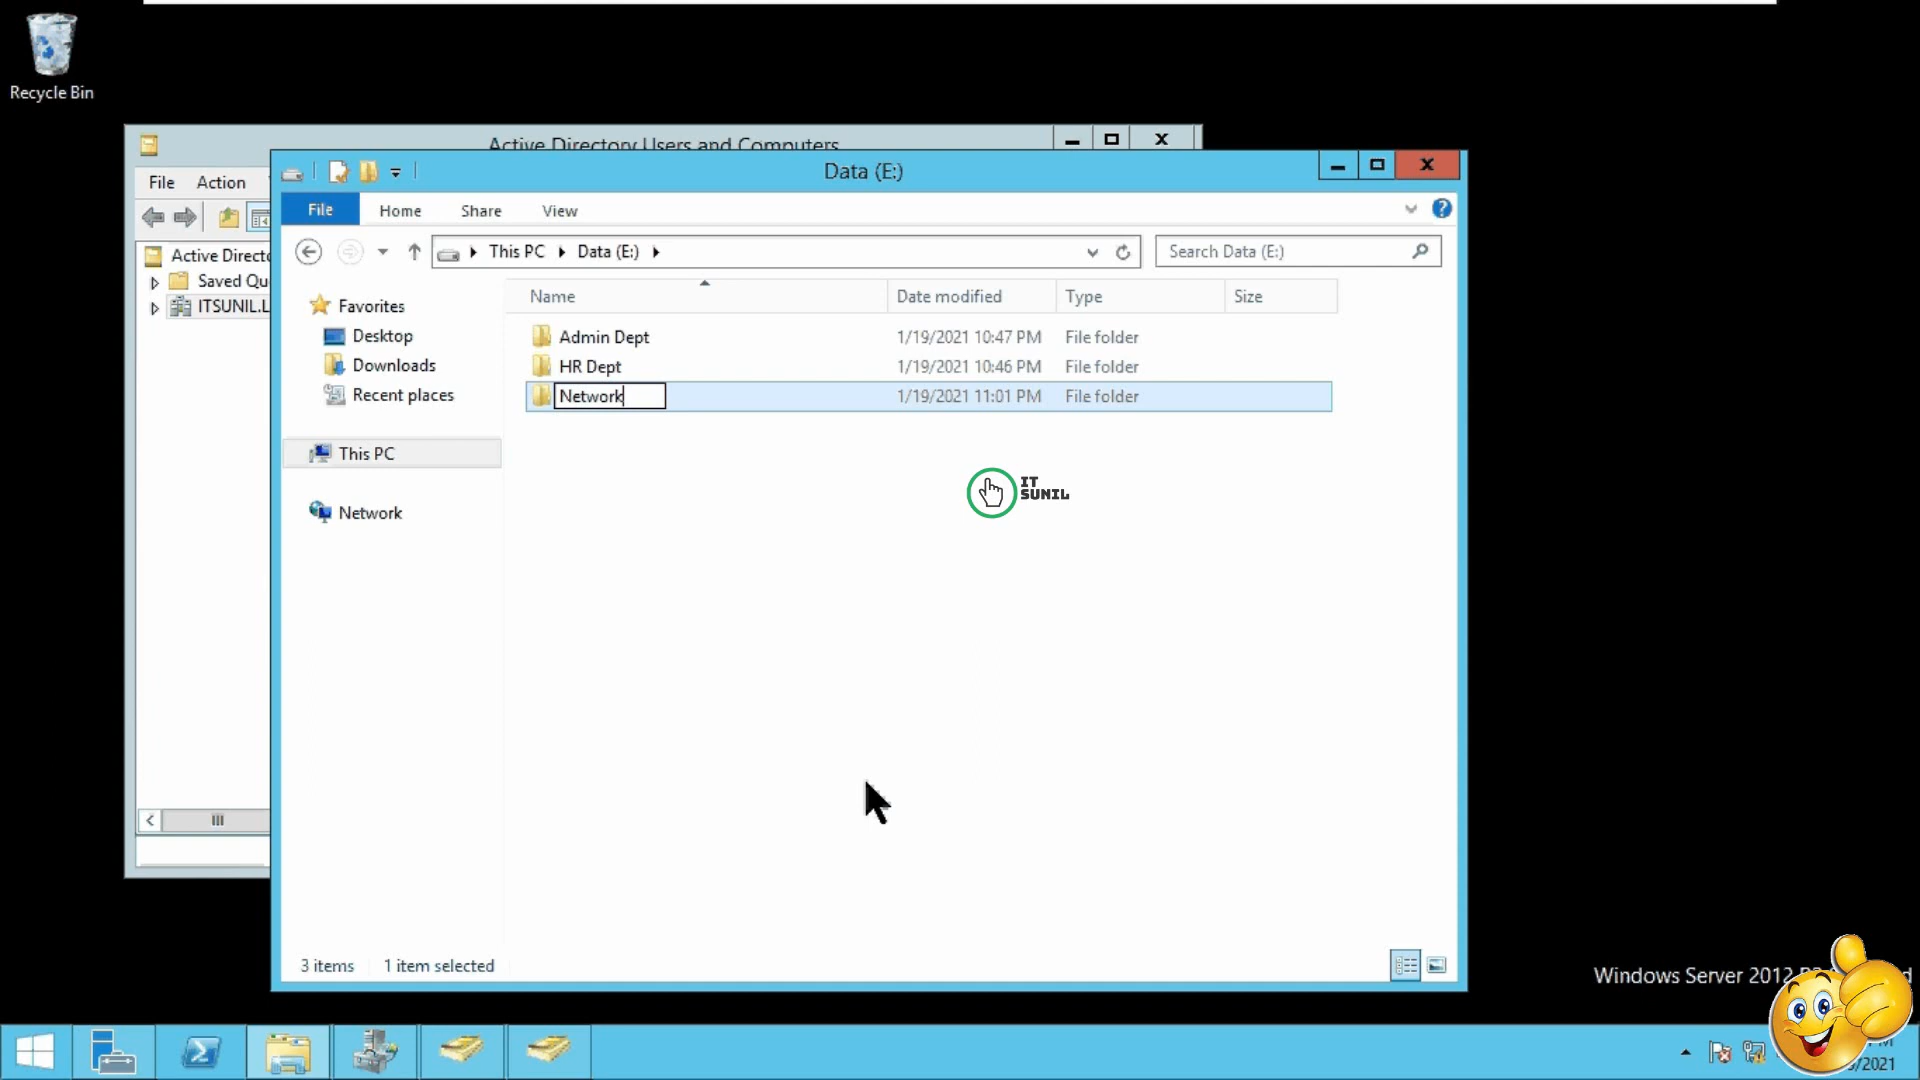 Recycle Bin
Active Directory Users and Computers
File Action
Data (E:)
File Home Share View
This PC Data (E:)
Search Data (E:)
Active Directo
Saved Qu
ITSUNIL.L
Favorites
Desktop
Downloads
Recent places
This PC
Network
Name Date modified Type Size
Admin Dept 1/19/2021 10:47 PM File folder
HR Dept 1/19/2021 10:46 PM File folder
Network 1/19/2021 11:01 PM File folder
IT
SUNIL
3 items 1 item selected
Windows Server 2012
/2021